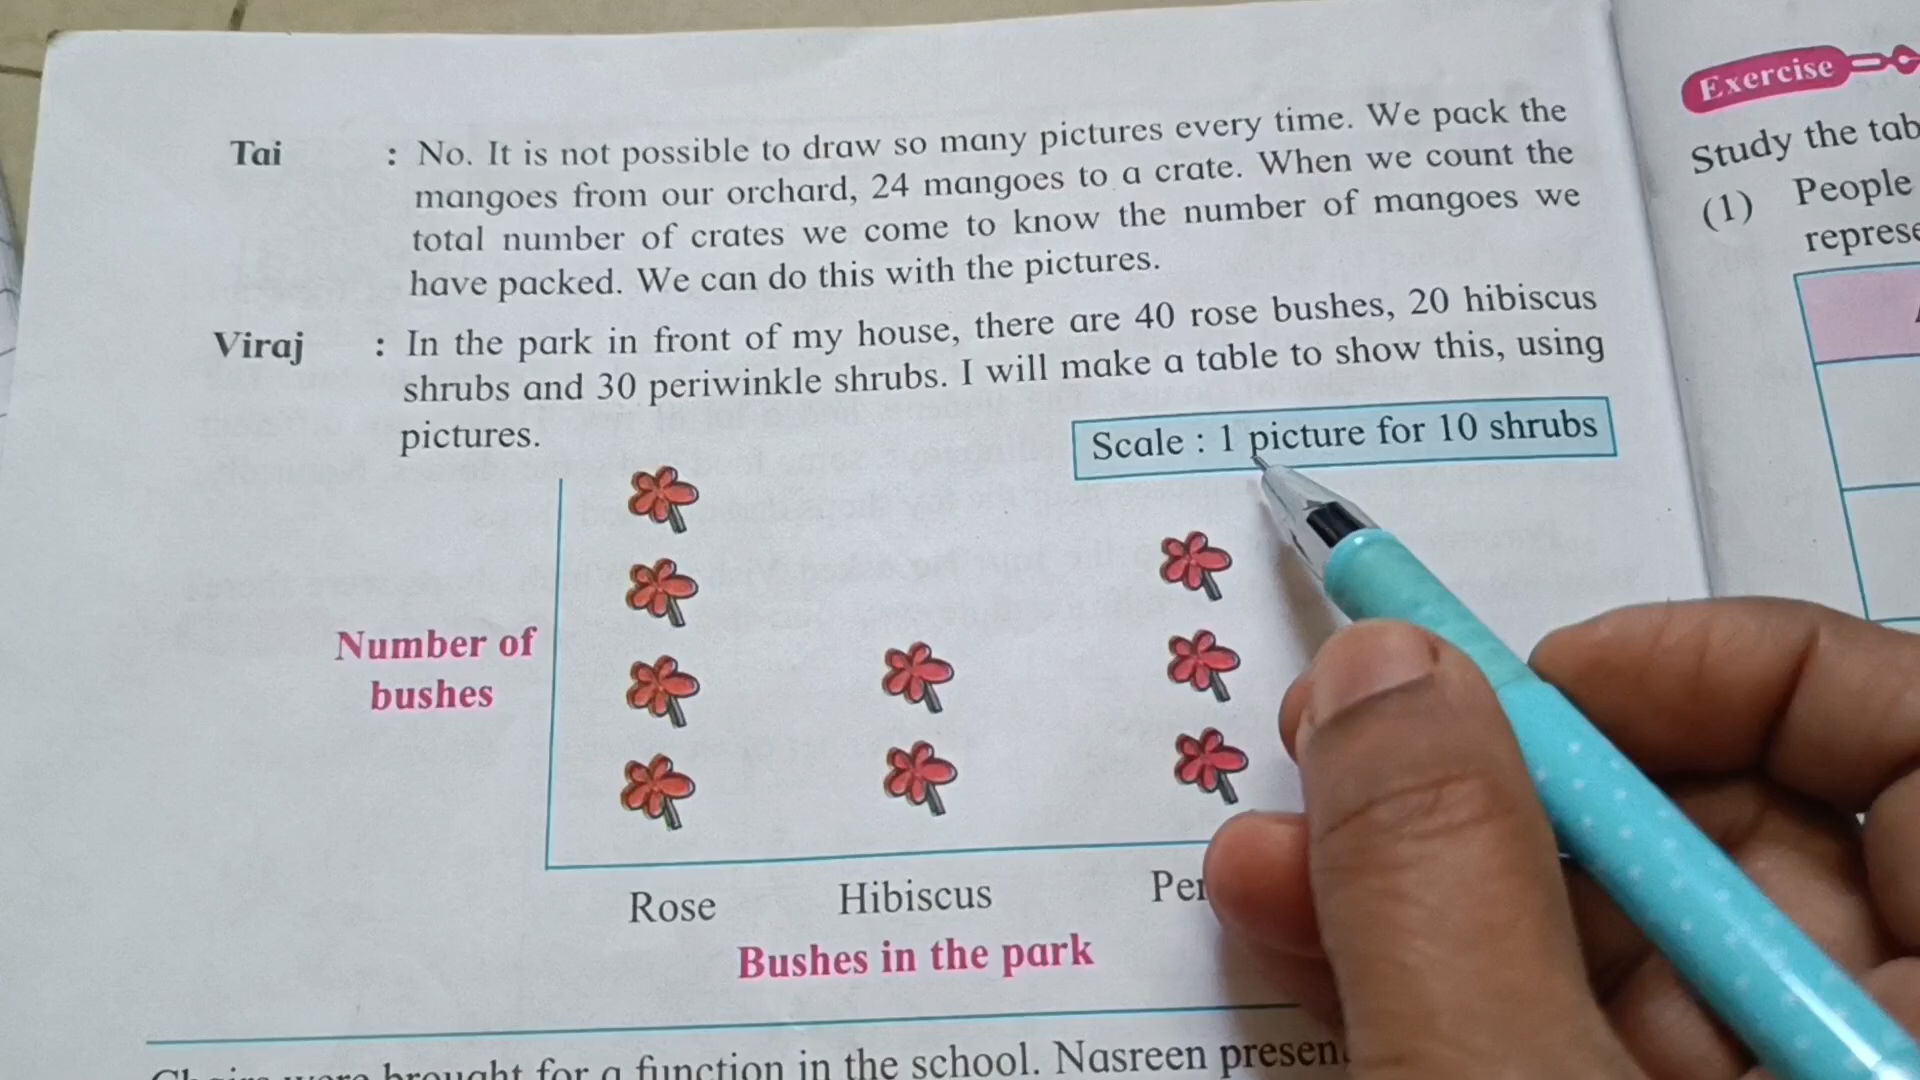 Tai : No. It is not possible to draw so many pictures every time. We pack the
mangoes from our orchard, 24 mangoes to a crate. When we count the
total number of crates we come to know the number of mangoes we
have packed. We can do this with the pictures.
Viraj : In the park in front of my house, there are 40 rose bushes, 20 hibiscus
shrubs and 30 periwinkle shrubs. I will make a table to show this, using
pictures.
Scale : 1 picture for 10 shrubs
Number of
bushes
Rose Hibiscus
Bushes in the park
for a function in the school. Nasreen
Exercise
Study the
(1) People